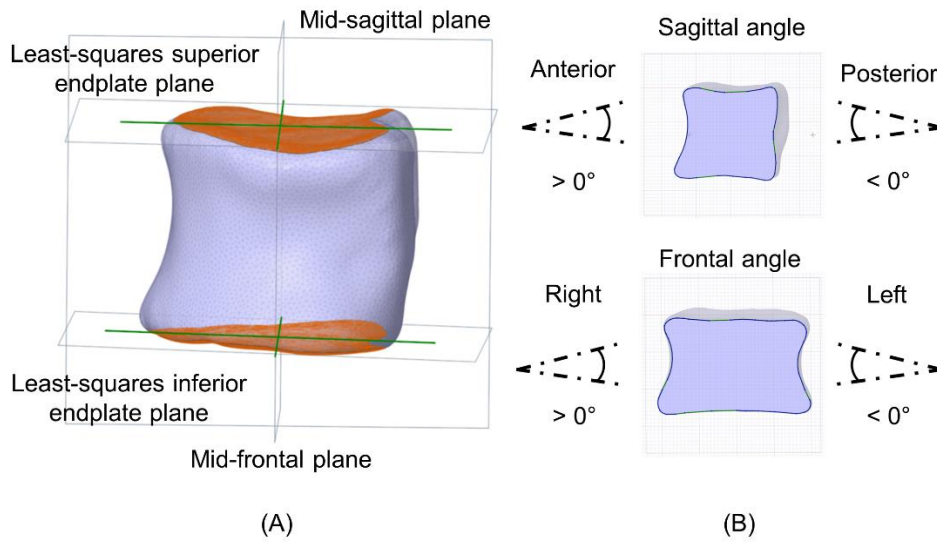 Mid-sagittal plane
Least-squares superior
endplate plane
Least-squares inferior
endplate plane
Mid-frontal plane
(A)
Sagittal angle
Anterior
Posterior
> 0°
< 0°
Frontal angle
Right
Left
> 0°
< 0°
(B)